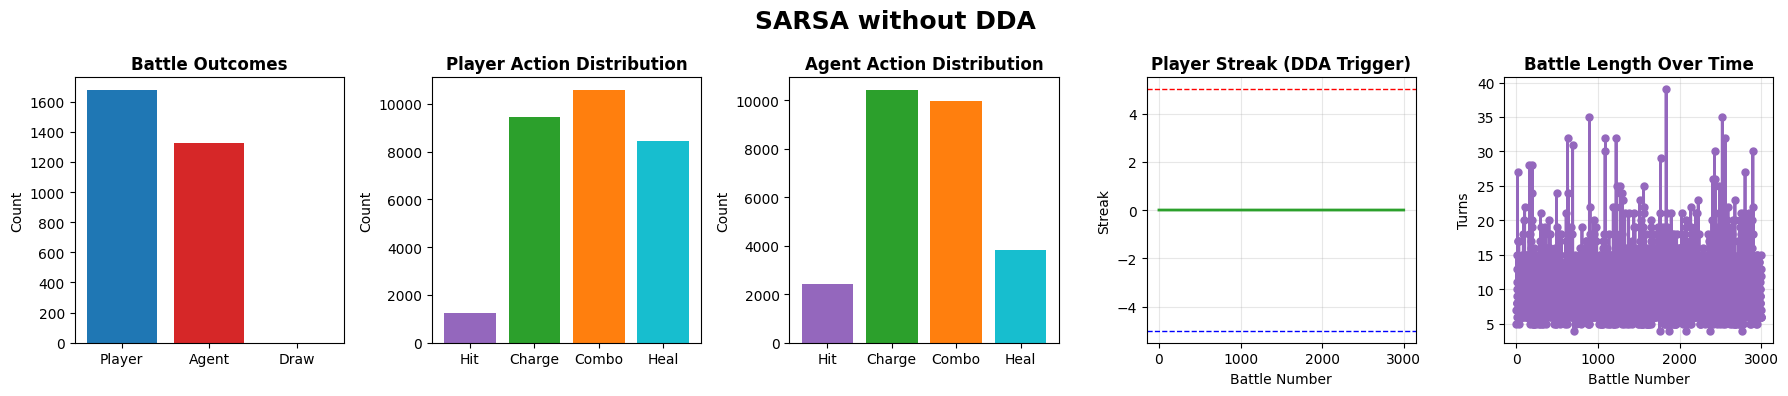 SARSA without DDA
Battle Outcomes
Count
1600
1400
1200
1000
800
600
400
200
0
Player Agent Draw
Player Action Distribution
Count
10000
8000
6000
4000
2000
0
Hit Charge Combo Heal
Agent Action Distribution
Count
10000
8000
6000
4000
2000
0
Hit Charge Combo Heal
Player Streak (DDA Trigger)
Streak
4
2
0
−2
−4
0 1000 2000 3000
Battle Number
Battle Length Over Time
Turns
40
35
30
25
20
15
10
5
0 1000 2000 3000
Battle Number